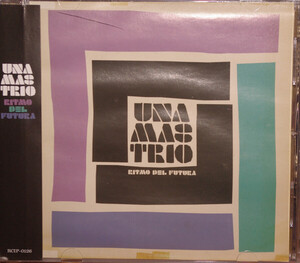 UNA
MAS
TRIO
RITMO
DEL
FUTURA
UNA
MAS
TRIO
RITMO DEL FUTURA